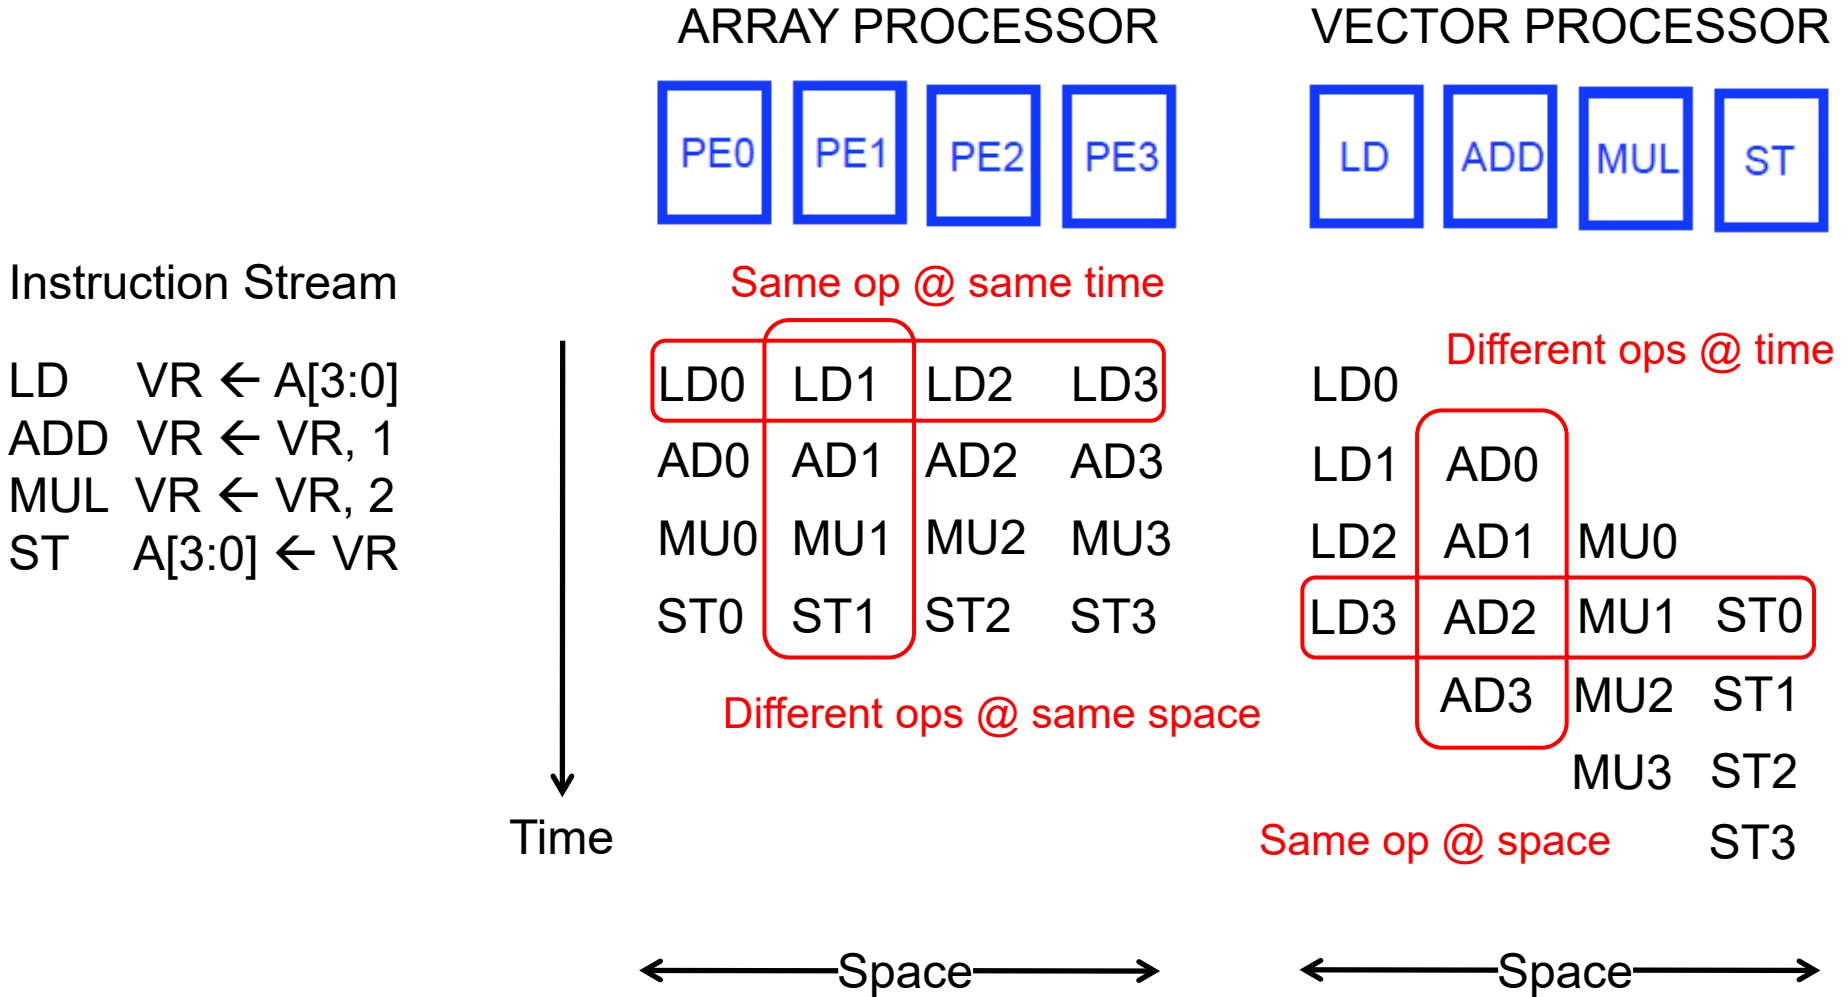 ARRAY PROCESSOR
VECTOR PROCESSOR
PE0 PE1 PE2 PE3
LD ADD MUL ST
Instruction Stream
LD VR ← A[3:0]
ADD VR ← VR, 1
MUL VR ← VR, 2
ST A[3:0] ← VR
Time
Same op @ same time
LD0 LD1 LD2 LD3
AD0 AD1 AD2 AD3
MU0 MU1 MU2 MU3
ST0 ST1 ST2 ST3
Different ops @ same space
Space
Different ops @ time
LD0
LD1 AD0
LD2 AD1 MU0
LD3 AD2 MU1 ST0
AD3 MU2 ST1
MU3 ST2
Same op @ space
ST3
Space